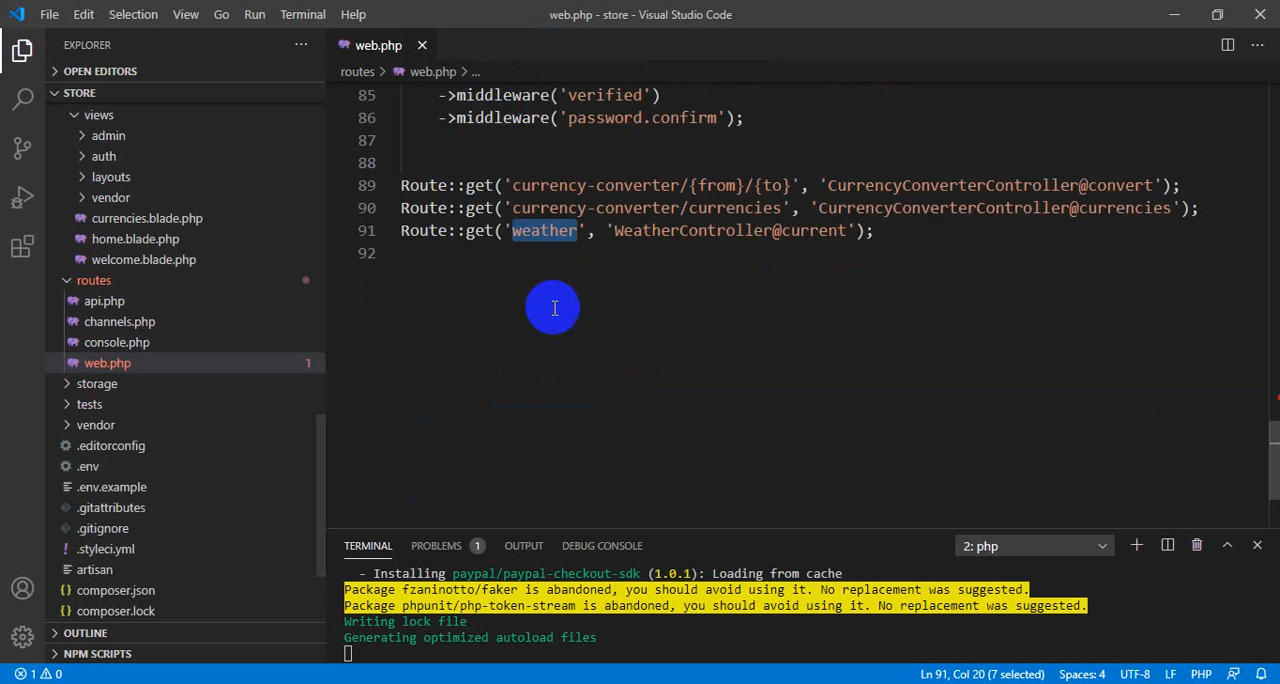 File Edit Selection View Go Run Terminal Help
web.php - store - Visual Studio Code
EXPLORER
OPEN EDITORS
STORE
views
admin
auth
layouts
vendor
currencies.blade.php
home.blade.php
welcome.blade.php
routes
api.php
channels.php
console.php
web.php 1
storage
tests
vendor
.editorconfig
.env
.env.example
.gitattributes
.gitignore
.styleci.yml
artisan
composer.json
composer.lock
OUTLINE
NPM SCRIPTS
web.php
routes > web.php > ...
85 ->middleware('verified')
86 ->middleware('password.confirm');
87
88
89 Route::get('currency-converter/{from}/{to}', 'CurrencyConverterController@convert');
90 Route::get('currency-converter/currencies', 'CurrencyConverterController@currencies');
91 Route::get('weather', 'WeatherController@current');
92
TERMINAL PROBLEMS 1 OUTPUT DEBUG CONSOLE 2: php
- Installing paypal/paypal-checkout-sdk (1.0.1): Loading from cache
Package fzaninotto/faker is abandoned, you should avoid using it. No replacement was suggested.
Package phpunit/php-token-stream is abandoned, you should avoid using it. No replacement was suggested.
Writing lock file
Generating optimized autoload files
1 0 Ln 91, Col 20 (7 selected) Spaces: 4 UTF-8 LF PHP